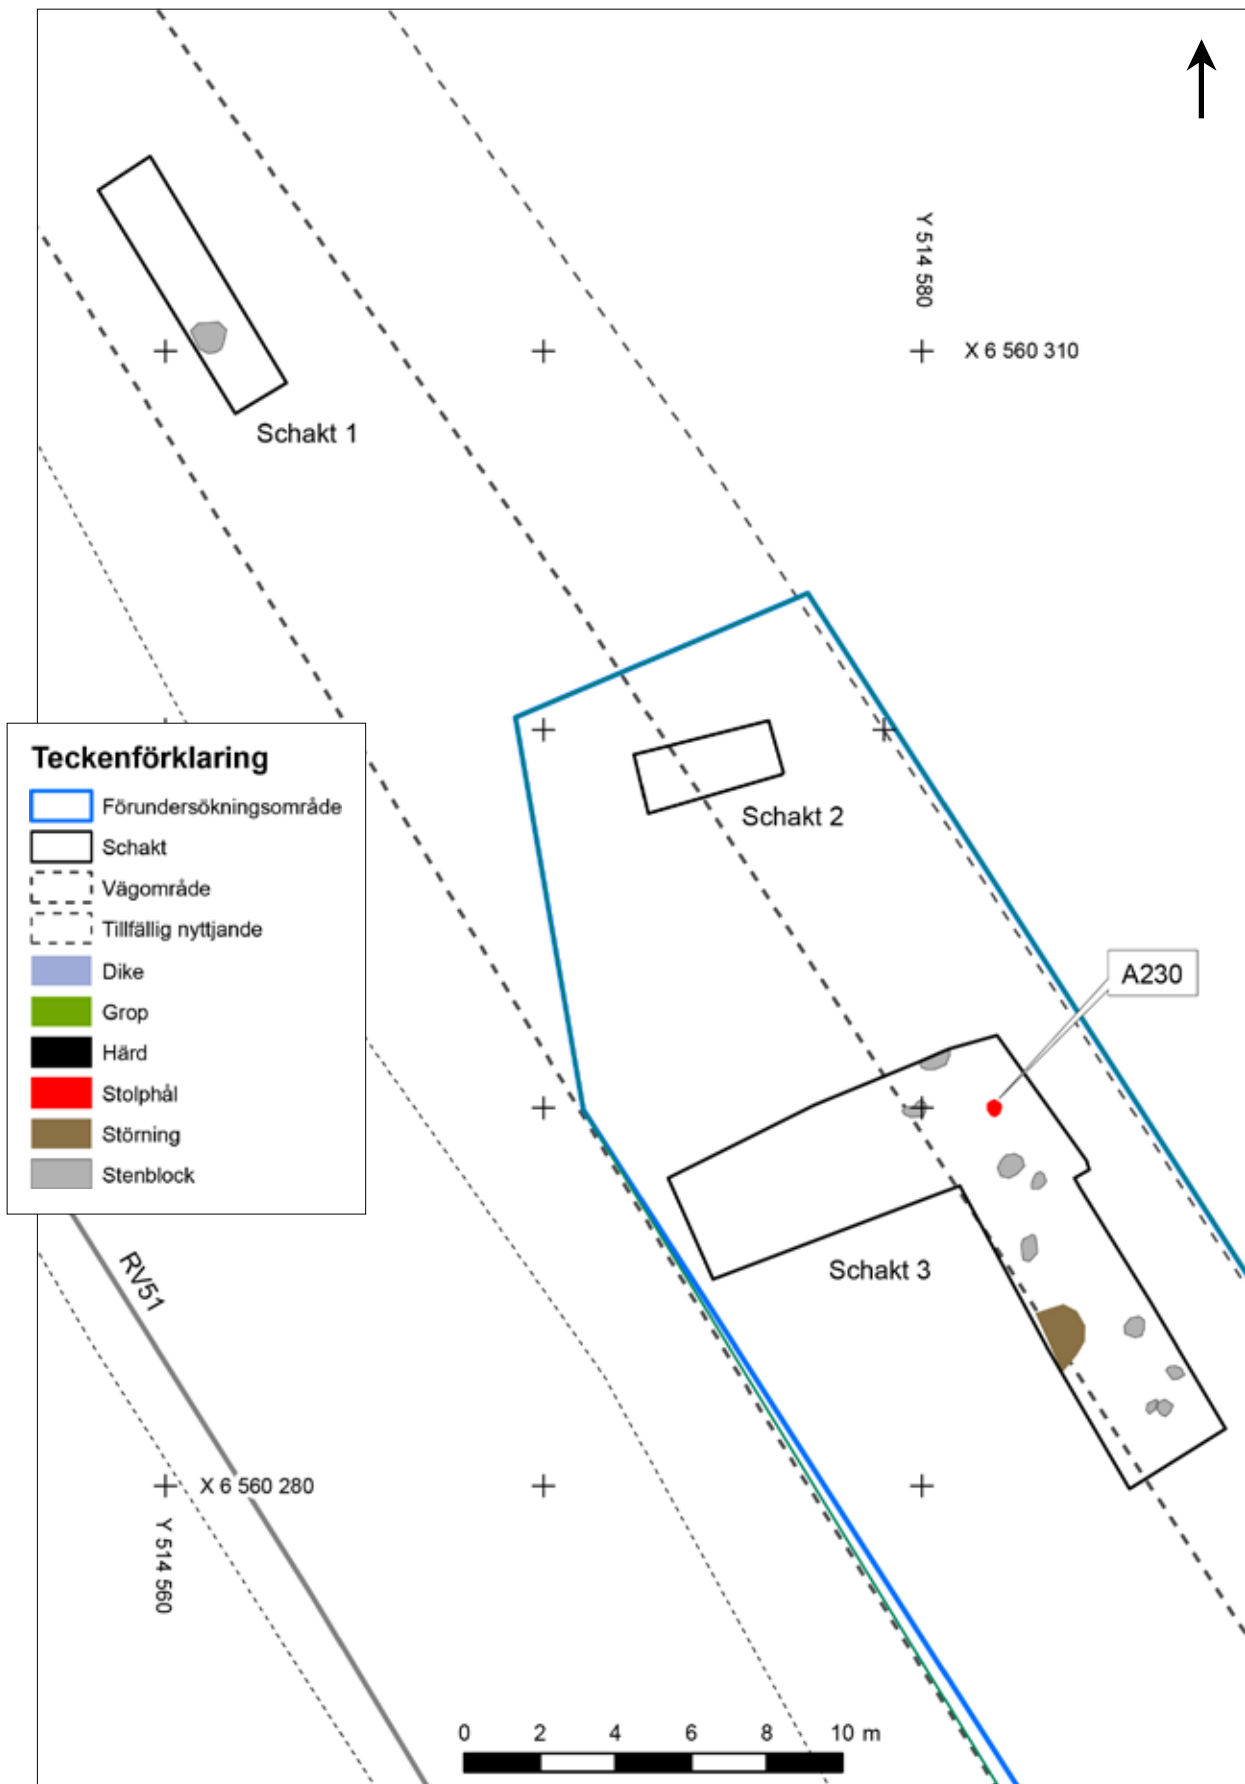 Y 514 580
X 6 560 310
Schakt 1
Schakt 2
Teckenförklaring
Förundersökningsområde
Schakt
Vägområde
Tillfällig nyttjande
Dike
Grop
Härd
Stolphål
Störning
Stenblock
A230
Schakt 3
RV51
X 6 560 280
Y 514 560
0 2 4 6 8 10 m